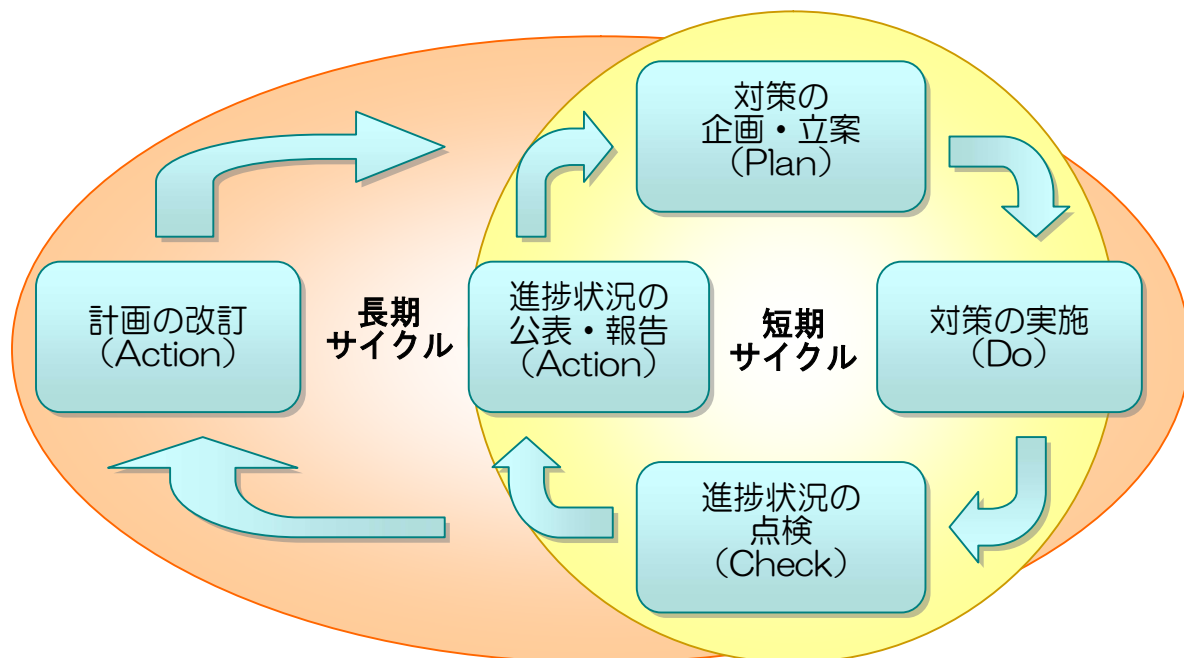 対策の
企画・立案
（Plan）
計画の改訂
（Action）
長期
サイクル
進捗状況の
公表・報告
（Action）
短期
サイクル
対策の実施
（Do）
進捗状況の
点検
（Check）